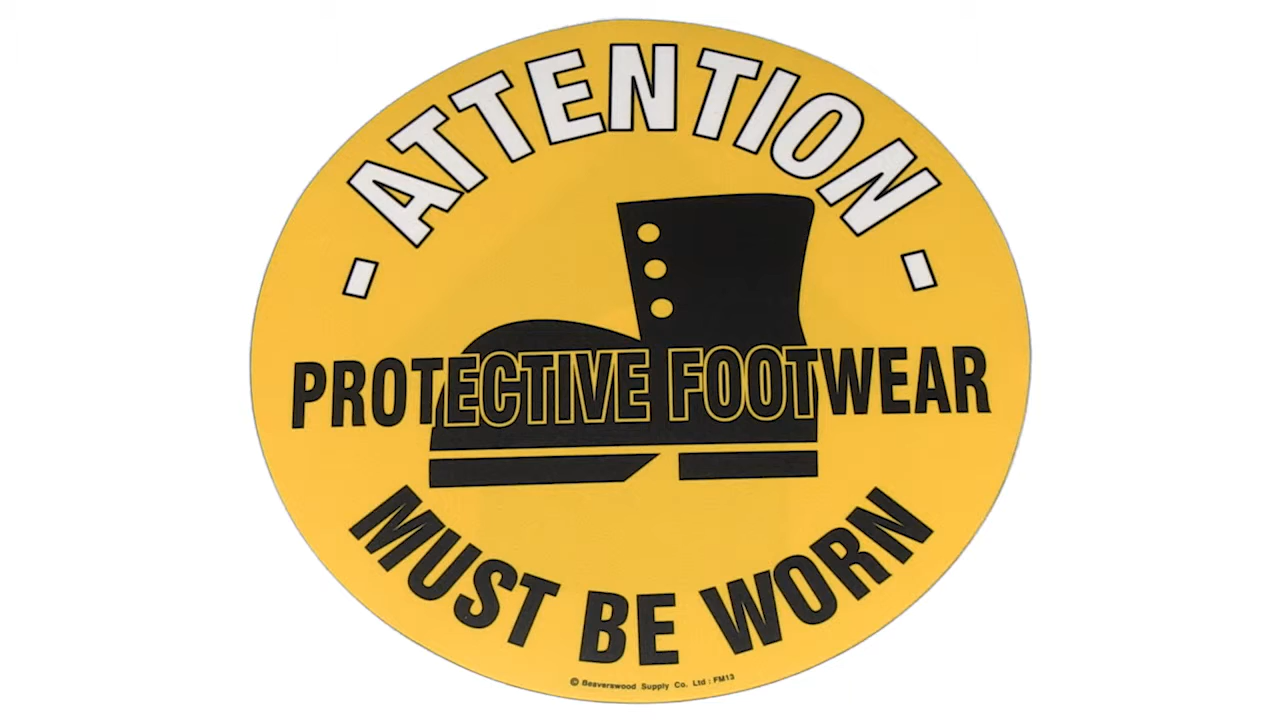 - ATTENTION -
PROTECTIVE FOOTWEAR
MUST BE WORN
© Beaverswood Supply Co. Ltd : FM13